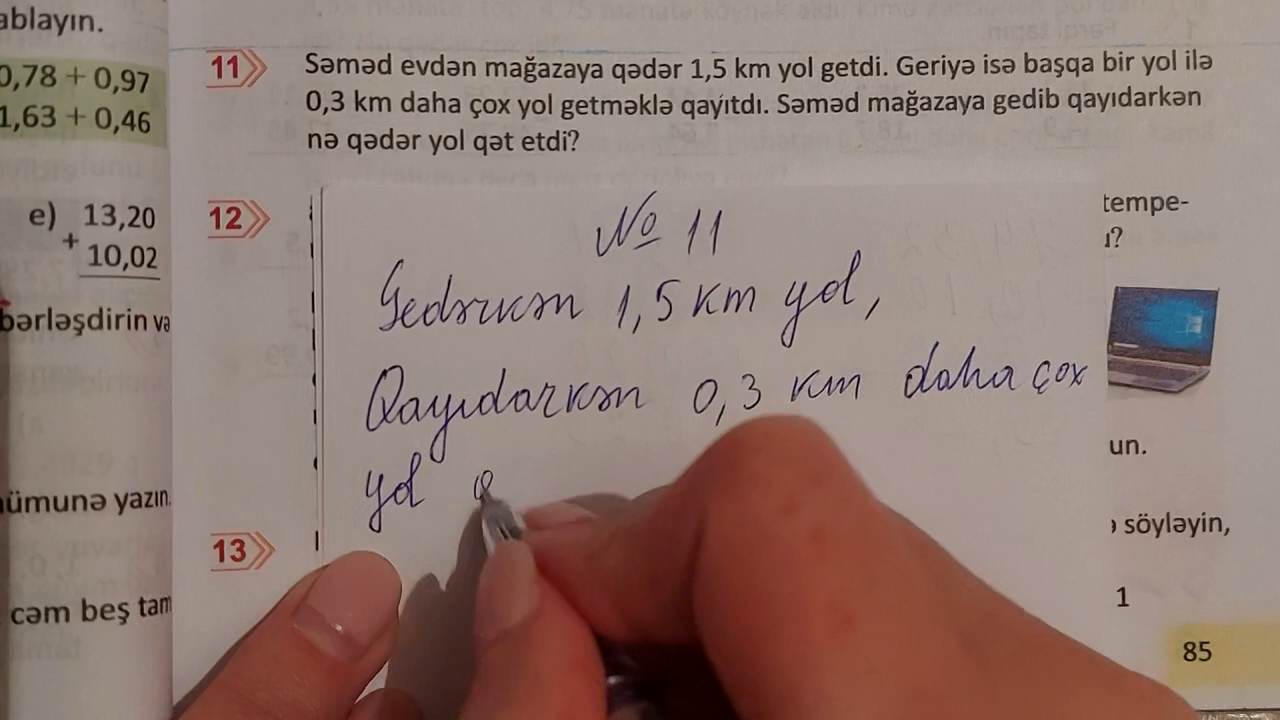 ablayın.
0,78 + 0,97
1,63 + 0,46
e) 13,20
+ 10,02
bərləşdirin və
nümunə yazın.
cəm beş tam
11 Səməd evdən mağazaya qədər 1,5 km yol getdi. Geriyə isə başqa bir yol ilə
0,3 km daha çox yol getməklə qayıtdı. Səməd mağazaya gedib qayıdarkən
nə qədər yol qət etdi?
12
tempe-
ı?
№ 11
Gedərkən 1,5 km yol,
Qayıdarkən 0,3 km daha çox
yol
un.
söyləyin,
13
1
85